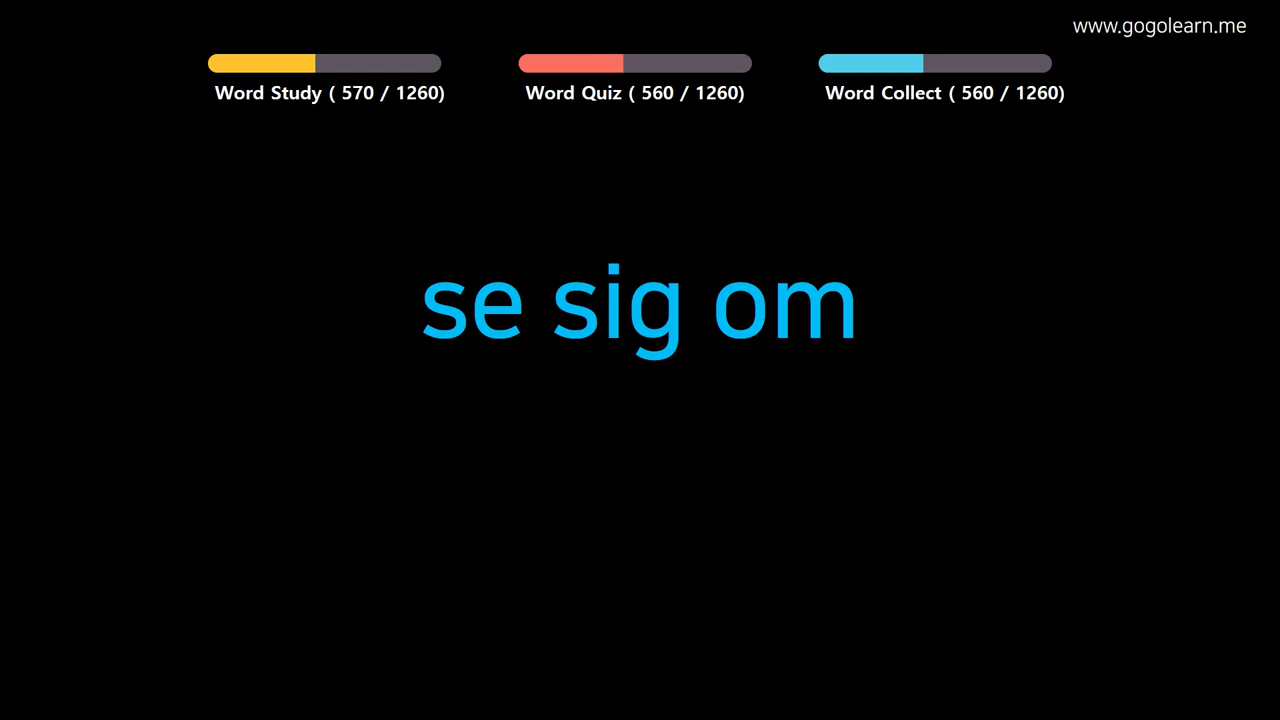 www.gogolearn.me
Word Study ( 570 / 1260)
Word Quiz ( 560 / 1260)
Word Collect ( 560 / 1260)
se sig om